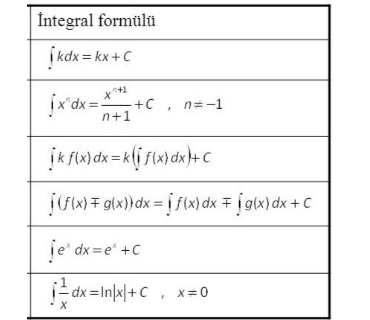 İntegral formülü
∫kdx = kx + C
∫xⁿdx = xⁿ⁺¹/(n+1) + C , n ≠ −1
∫k f(x) dx = k(∫f(x) dx) + C
∫(f(x) ∓ g(x)) dx = ∫f(x) dx ∓ ∫g(x) dx + C
∫eˣ dx = eˣ + C
∫1/x dx = ln|x| + C , x ≠ 0